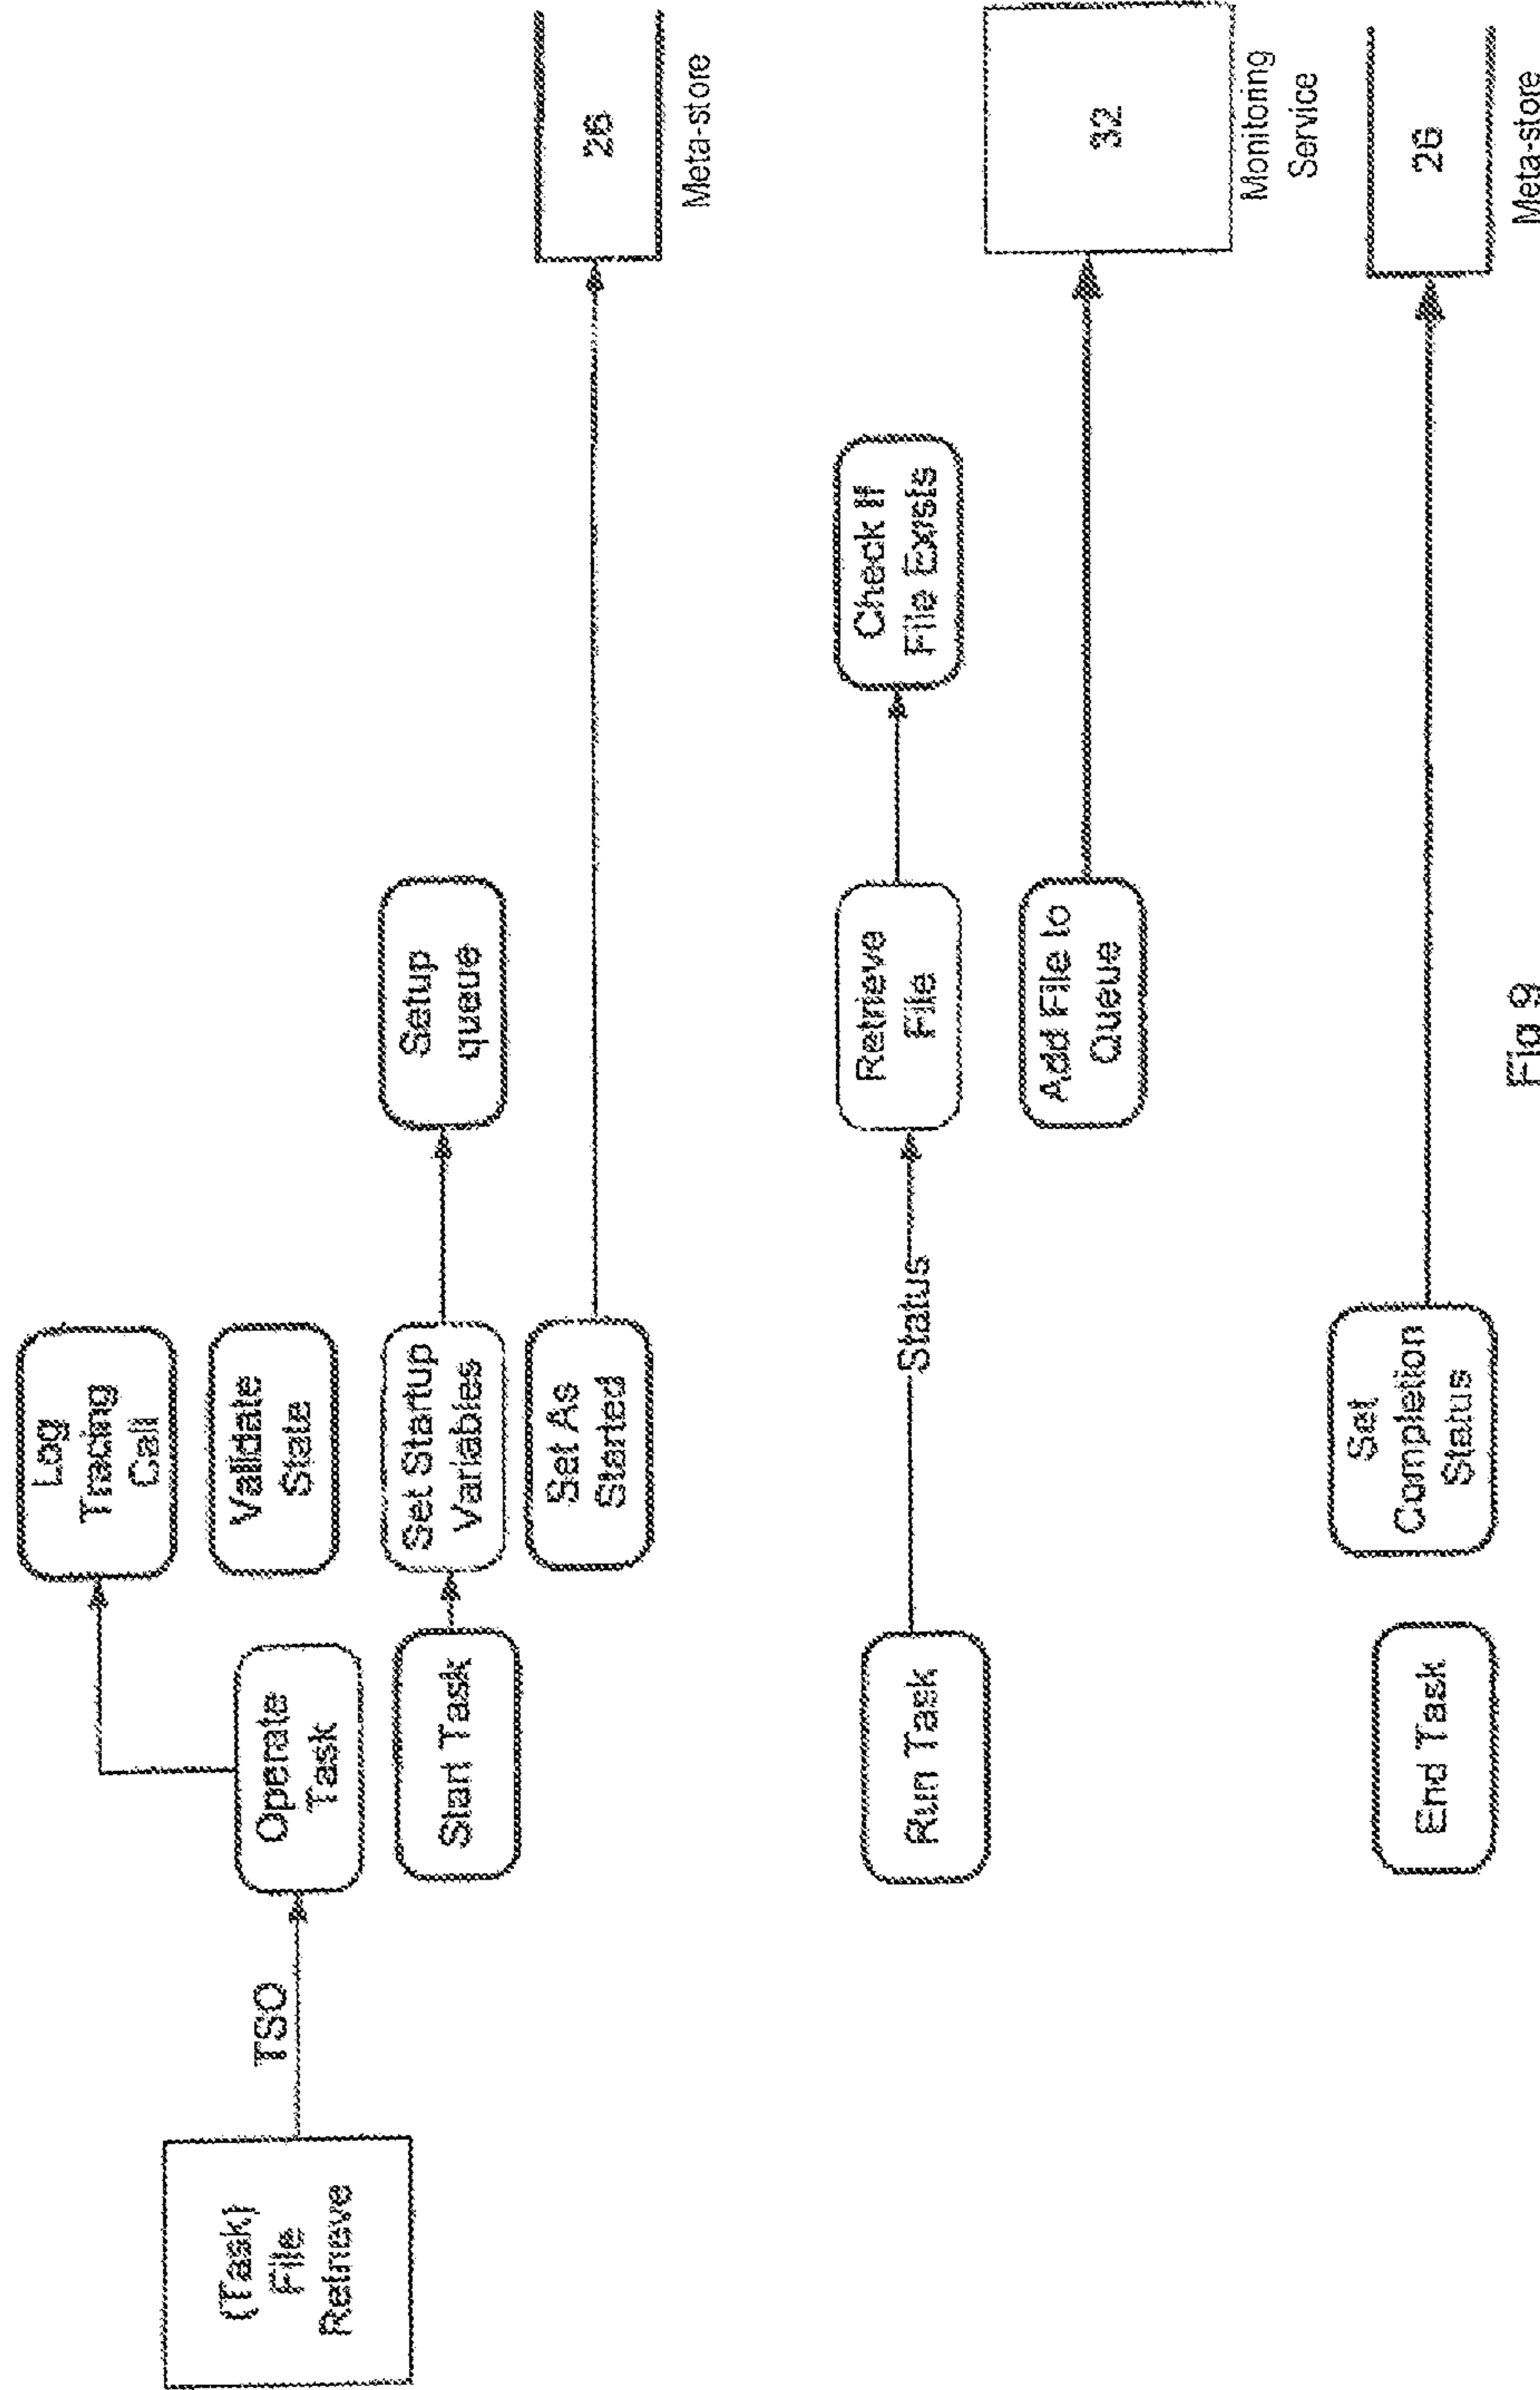 (Task)
File
Retrieve
TSO
Operate
Task
Log
Tracing
Call
Validate
State
Start Task
Set Startup
Variables
Setup
queue
Set As
Started
26
Meta-store
Run Task
Status
Retrieve
File
Check If
File Exists
Add File to
Queue
32
Monitoring
Service
End Task
Set
Completion
Status
26
Meta-store
Fig 9